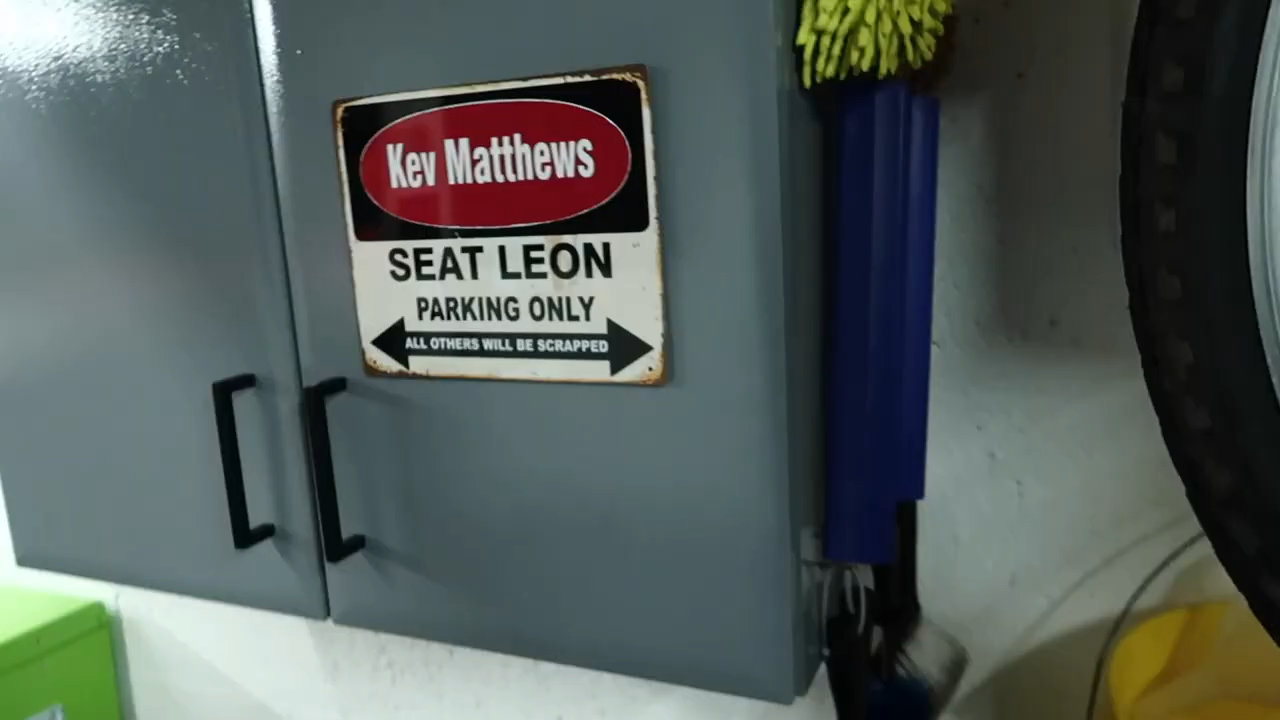 Kev Matthews
SEAT LEON
PARKING ONLY
ALL OTHERS WILL BE SCRAPPED